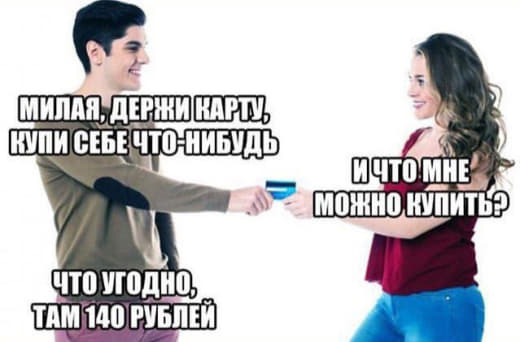 МИЛАЯ, ДЕРЖИ КАРТУ,
КУПИ СЕБЕ ЧТО-НИБУДЬ
И ЧТО МНЕ
МОЖНО КУПИТЬ?
ЧТО УГОДНО,
ТАМ 140 РУБЛЕЙ